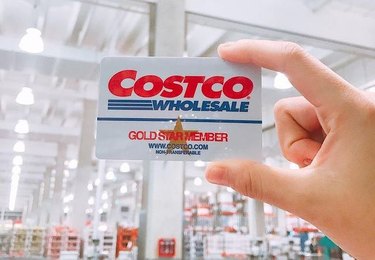 COSTCO
WHOLESALE
GOLD STAR MEMBER
WWW.COSTCO.COM
NON-TRANSFERABLE